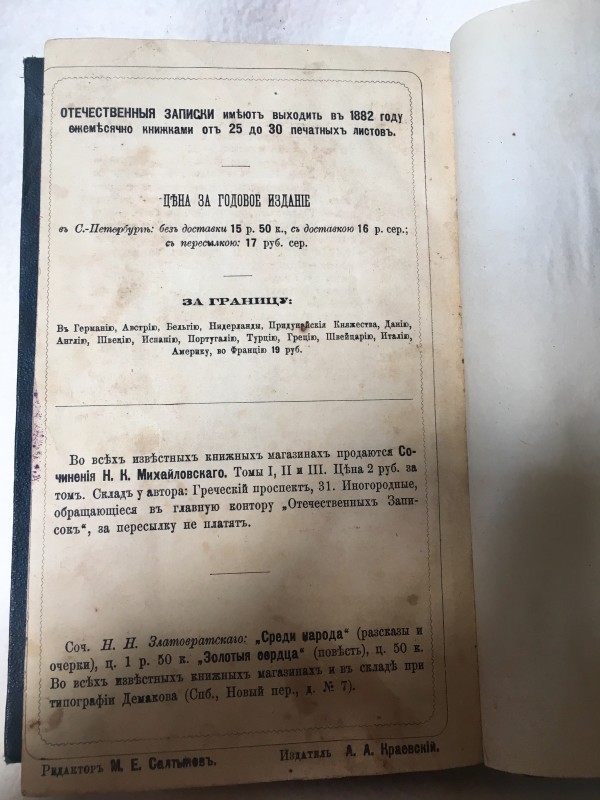 ОТЕЧЕСТВЕННЫЯ ЗАПИСКИ имѣютъ выходить въ 1882 году
ежемѣсячно книжками отъ 25 до 30 печатныхъ листовъ.
ЦѢНА ЗА ГОДОВОЕ ИЗДАНІЕ
въ С.-Петербургѣ: безъ доставки 15 р. 50 к., съ доставкою 16 р. сер.;
съ пересылкою: 17 руб. сер.
ЗА ГРАНИЦУ:
Въ Германію, Австрію, Бельгію, Нидерланды, Придунайскія Княжества, Данію,
Англію, Швецію, Испанію, Португалію, Турцію, Грецію, Швейцарію, Италію,
Америку, во Францію 19 руб.
Во всѣхъ извѣстныхъ книжныхъ магазинахъ продаются Со-
чиненія Н. К. Михайловскаго. Томы I, II и III. Цѣна 2 руб. за
томъ. Складъ у автора: Греческій проспектъ, 31. Иногородные,
обращающіеся въ главную контору „Отечественныхъ Запи-
сокъ“, за пересылку не платятъ.
Соч. Н. Н. Златовратскаго: „Среди народа“ (разсказы и
очерки), ц. 1 р. 50 к. „Золотыя сердца“ (повѣсть), ц. 50 к.
Во всѣхъ извѣстныхъ книжныхъ магазинахъ и въ складѣ при
типографіи Демакова (Спб., Новый пер., д. № 7).
Редакторъ М. Е. Салтыковъ. Издатель А. А. Краевскій.